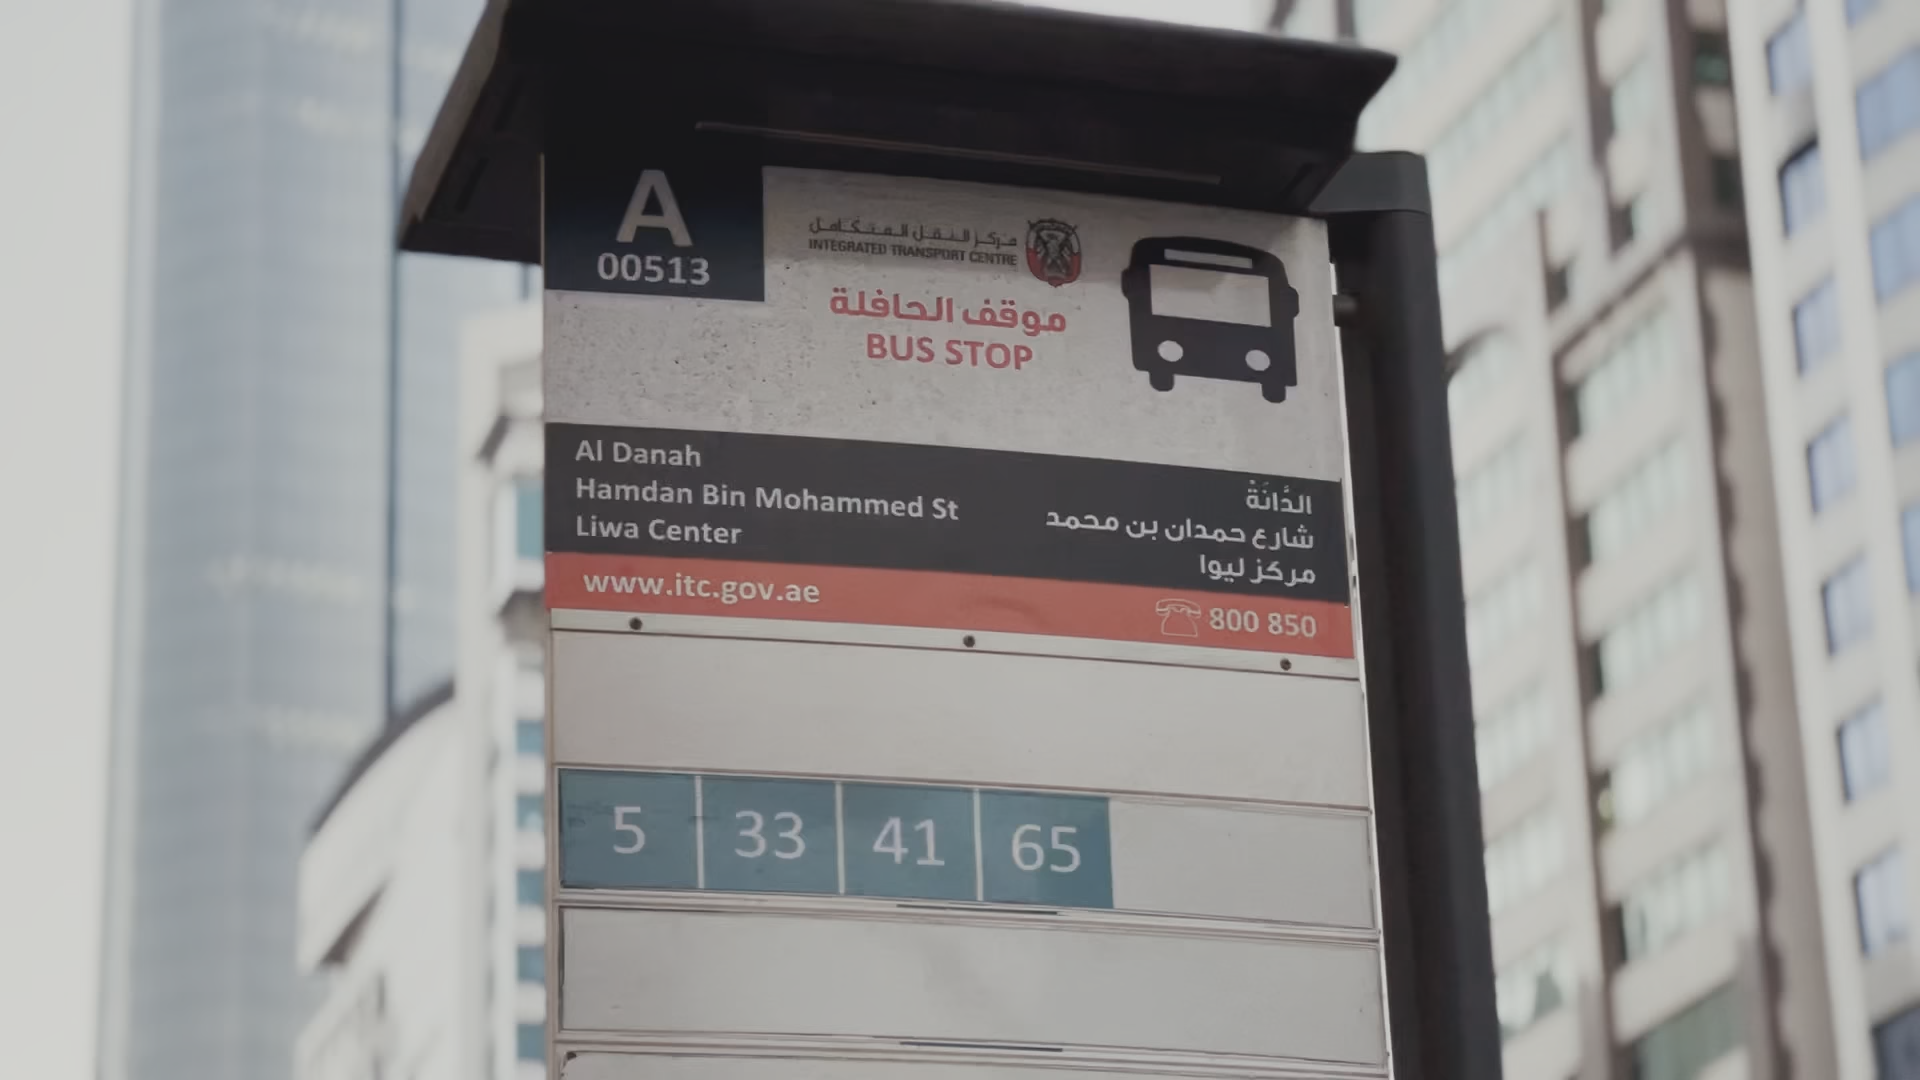 A
00513
مركز النقل المتكامل
INTEGRATED TRANSPORT CENTRE
موقف الحافلة
BUS STOP
Al Danah
Hamdan Bin Mohammed St
Liwa Center
الدَّانَةْ
شارع حمدان بن محمد
مركز ليوا
www.itc.gov.ae
800 850
5 33 41 65